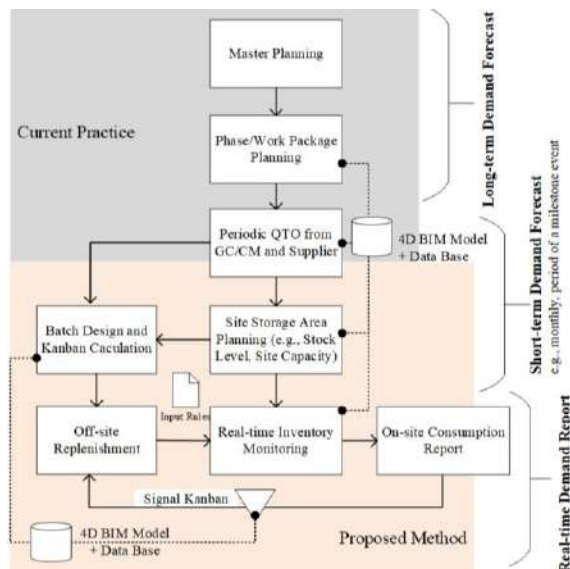 Master Planning
Current Practice
Phase/Work Package
Planning
Long-term Demand Forecast
Periodic QTO from
GC/CM and Supplier
4D BIM Model
+ Data Base
Short-term Demand Forecast
e.g., monthly, period of a milestone event
Batch Design and
Kanban Caculation
Site Storage Area
Planning (e.g., Stock
Level, Site Capacity)
Input Rules
Off-site
Replenishment
Real-time Inventory
Monitoring
On-site Consumption
Report
Signal Kanban
4D BIM Model
+ Data Base
Proposed Method
Real-time Demand Report